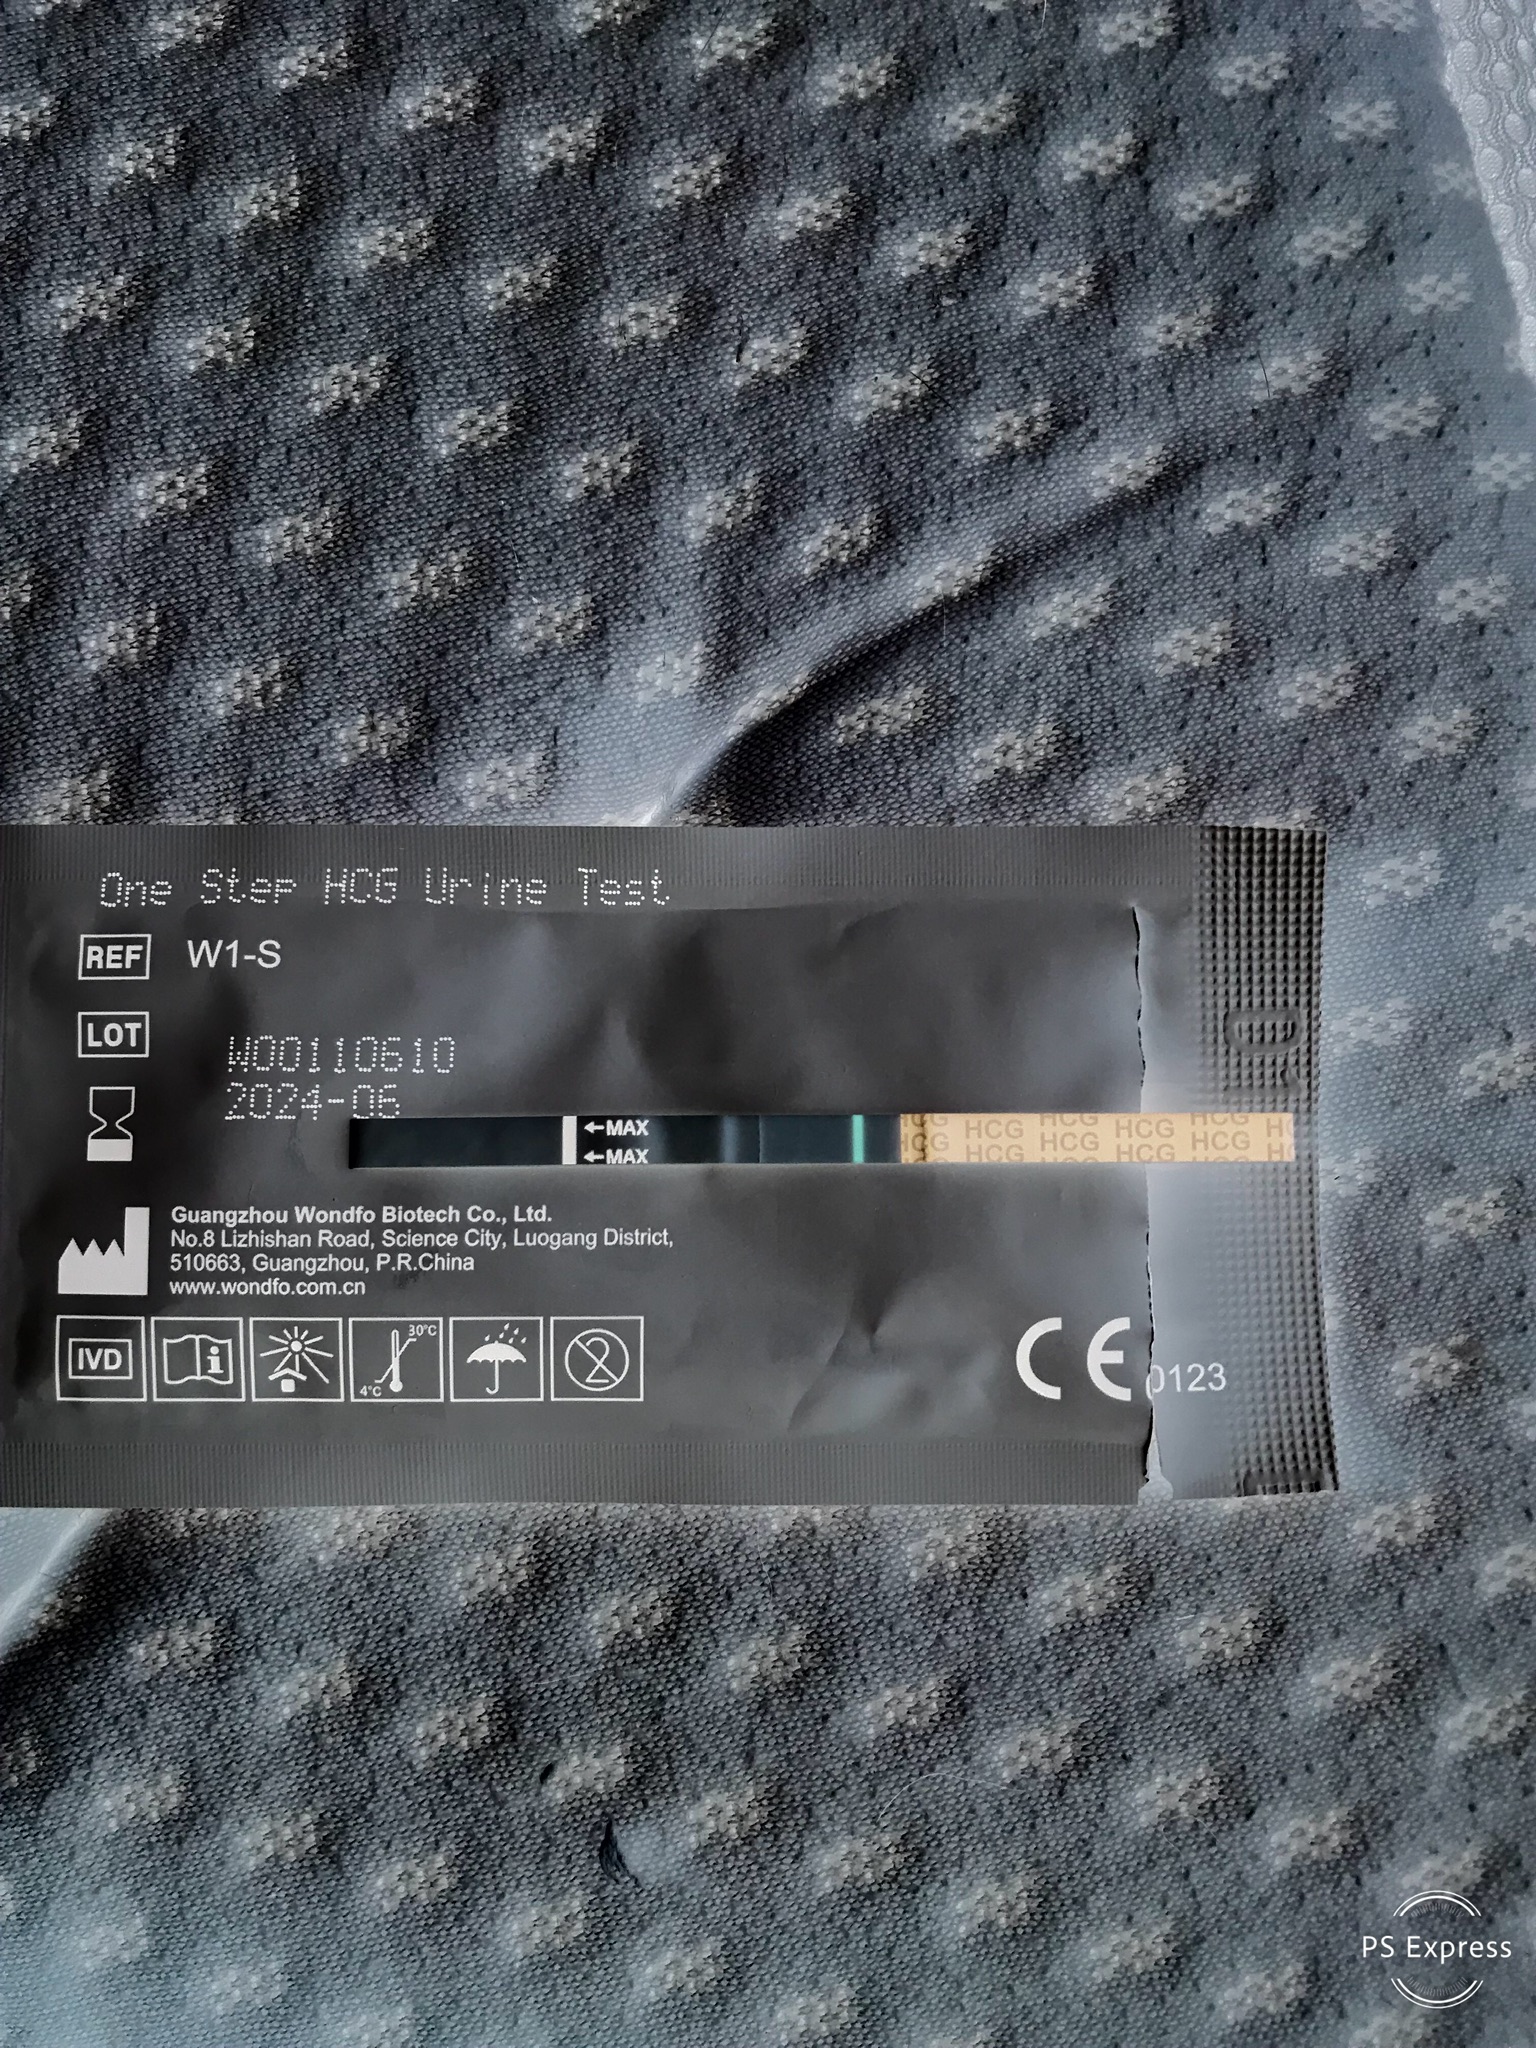 One Step HCG Urine Test
REF W1-S
LOT
W00110610
2024-06
←MAX
←MAX
HCG HCG HCG HCG
HCG HCG HCG HCG
Guangzhou Wondfo Biotech Co., Ltd.
No.8 Lizhishan Road, Science City, Luogang District,
510663, Guangzhou, P.R.China
www.wondfo.com.cn
IVD
i
30°C
4°C
2
CE 0123
PS Express